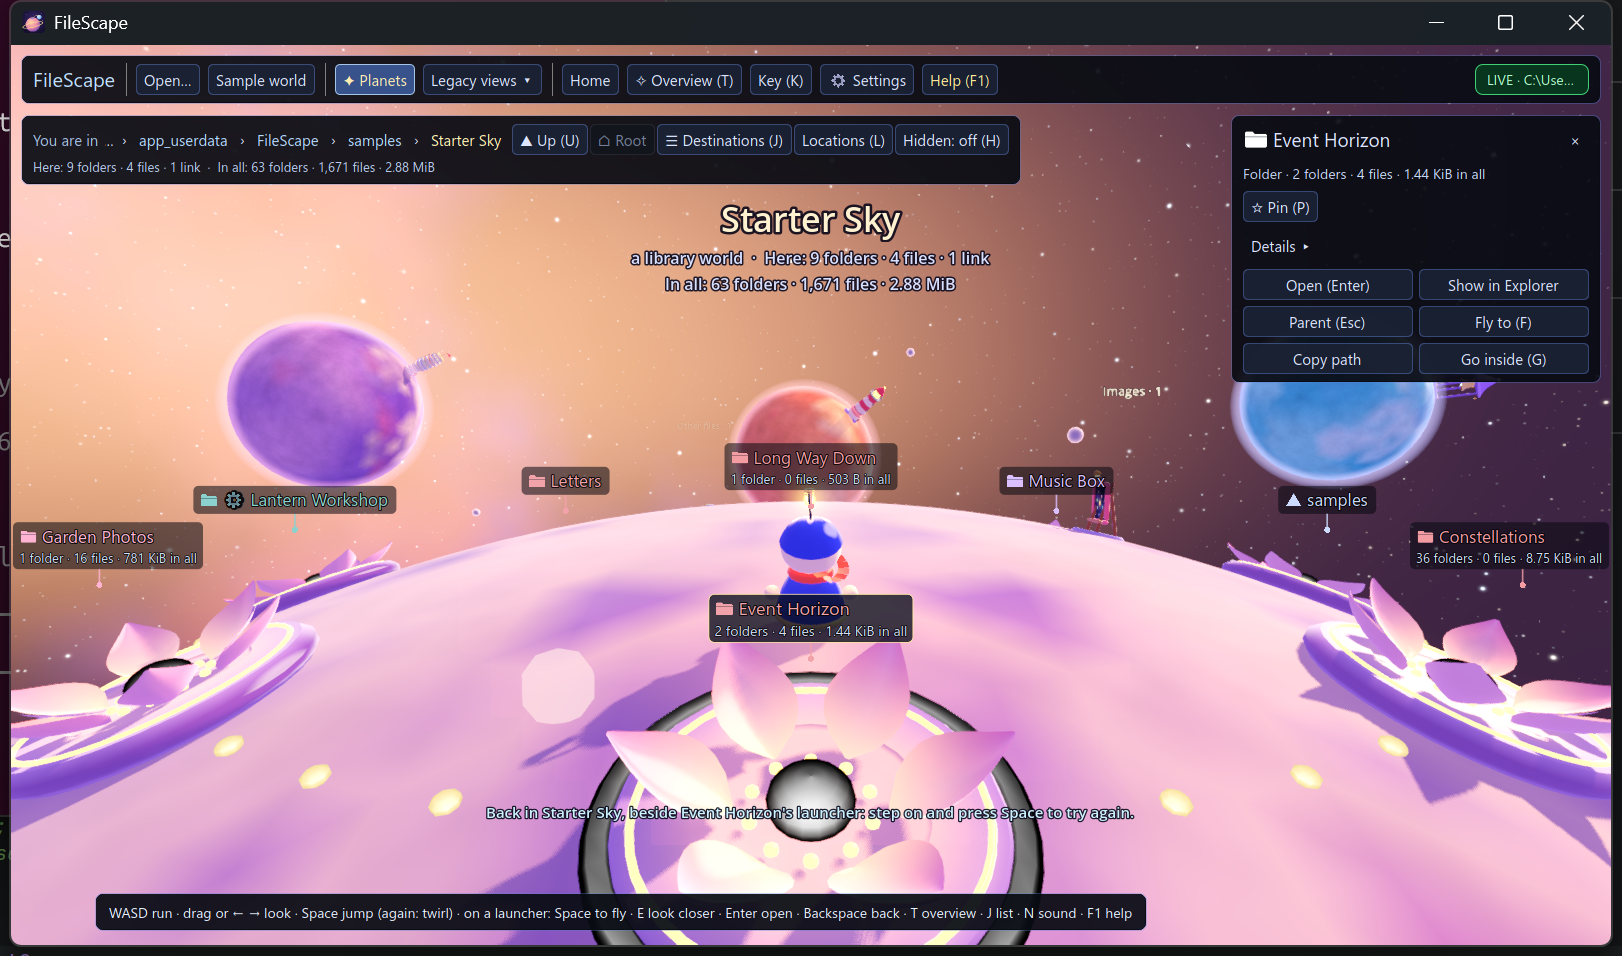 FileScape
FileScape
Open...
Sample world
✦ Planets
Legacy views ▾
Home
✧ Overview (T)
Key (K)
⚙ Settings
Help (F1)
LIVE · C:\Use...
You are in .. › app_userdata › FileScape › samples › Starter Sky
▲ Up (U)
⌂ Root
☰ Destinations (J)
Locations (L)
Hidden: off (H)
Here: 9 folders · 4 files · 1 link · In all: 63 folders · 1,671 files · 2.88 MiB
Event Horizon
×
Folder · 2 folders · 4 files · 1.44 KiB in all
☆ Pin (P)
Details ▸
Open (Enter)
Show in Explorer
Parent (Esc)
Fly to (F)
Copy path
Go inside (G)
Starter Sky
a library world · Here: 9 folders · 4 files · 1 link
In all: 63 folders · 1,671 files · 2.88 MiB
Images · 1
Long Way Down
1 folder · 0 files · 503 B in all
Letters
Music Box
Lantern Workshop
▲ samples
Garden Photos
1 folder · 16 files · 781 KiB in all
Constellations
36 folders · 0 files · 8.75 KiB in all
Event Horizon
2 folders · 4 files · 1.44 KiB in all
Back in Starter Sky, beside Event Horizon's launcher: step on and press Space to try again.
WASD run · drag or ← → look · Space jump (again: twirl) · on a launcher: Space to fly · E look closer · Enter open · Backspace back · T overview · J list · N sound · F1 help